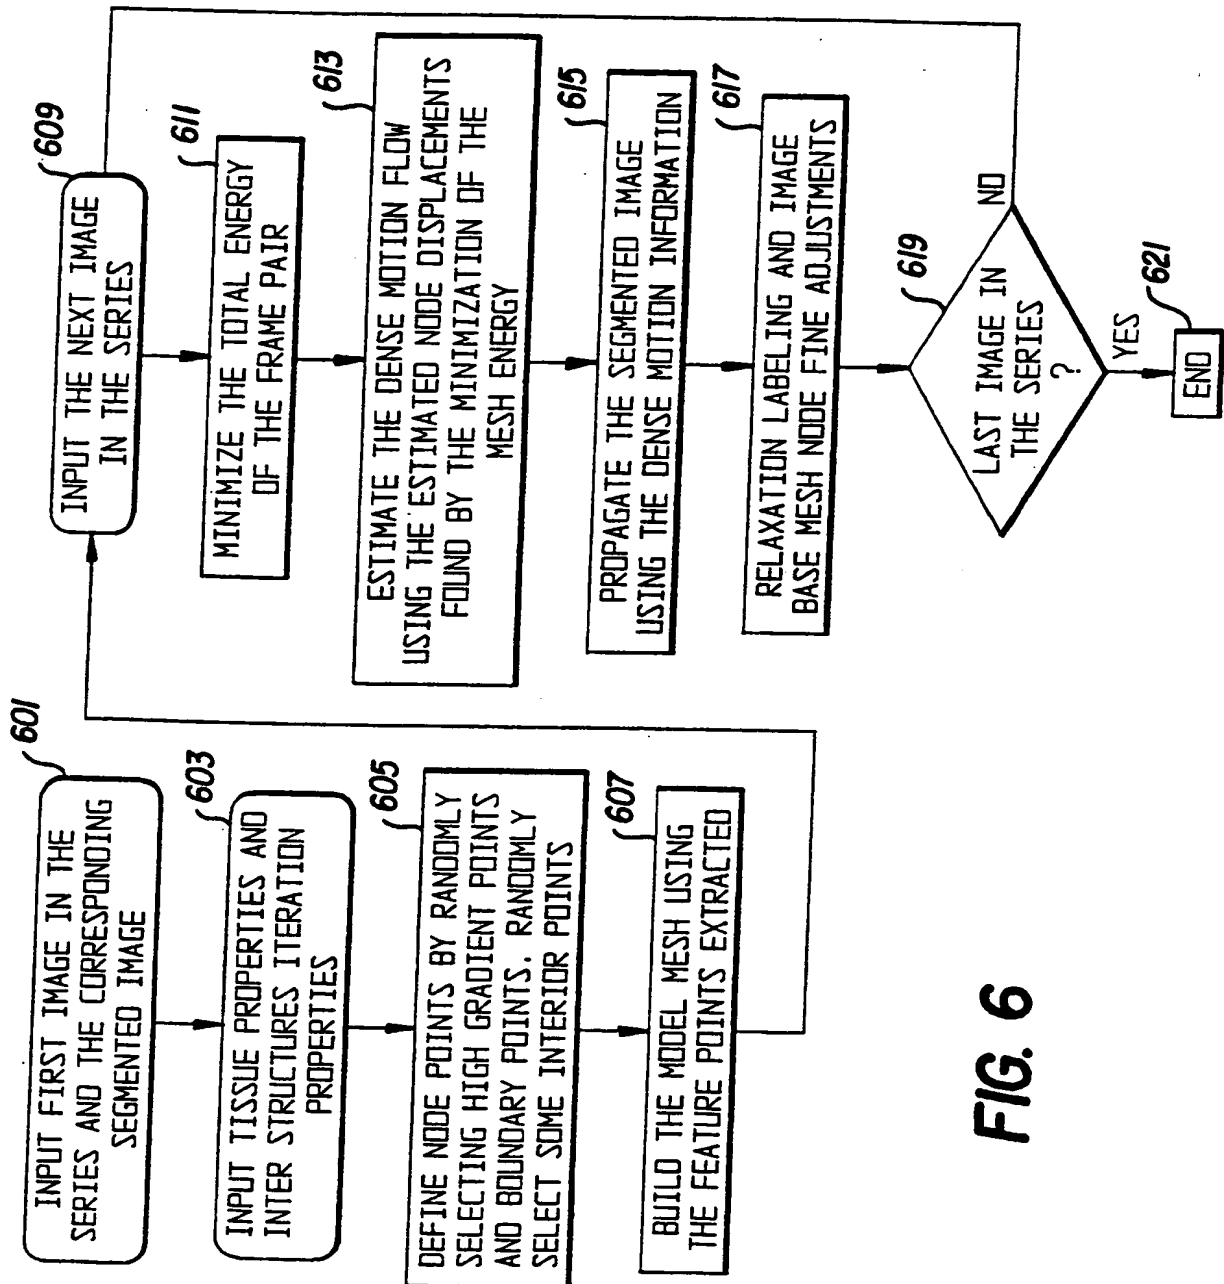 601
INPUT FIRST IMAGE IN THE
SERIES AND THE CORRESPONDING
SEGMENTED IMAGE
603
INPUT TISSUE PROPERTIES AND
INTER STRUCTURES ITERATION
PROPERTIES
605
DEFINE NODE POINTS BY RANDOMLY
SELECTING HIGH GRADIENT POINTS
AND BOUNDARY POINTS. RANDOMLY
SELECT SOME INTERIOR POINTS
607
BUILD THE MODEL MESH USING
THE FEATURE POINTS EXTRACTED
609
INPUT THE NEXT IMAGE
IN THE SERIES
611
MINIMIZE THE TOTAL ENERGY
OF THE FRAME PAIR
613
ESTIMATE THE DENSE MOTION FLOW
USING THE ESTIMATED NODE DISPLACEMENTS
FOUND BY THE MINIMIZATION OF THE
MESH ENERGY
615
PROPAGATE THE SEGMENTED IMAGE
USING THE DENSE MOTION INFORMATION
617
RELAXATION LABELING AND IMAGE
BASE MESH NODE FINE ADJUSTMENTS
619
LAST IMAGE IN
THE SERIES
?
NO
YES
621
END
FIG. 6